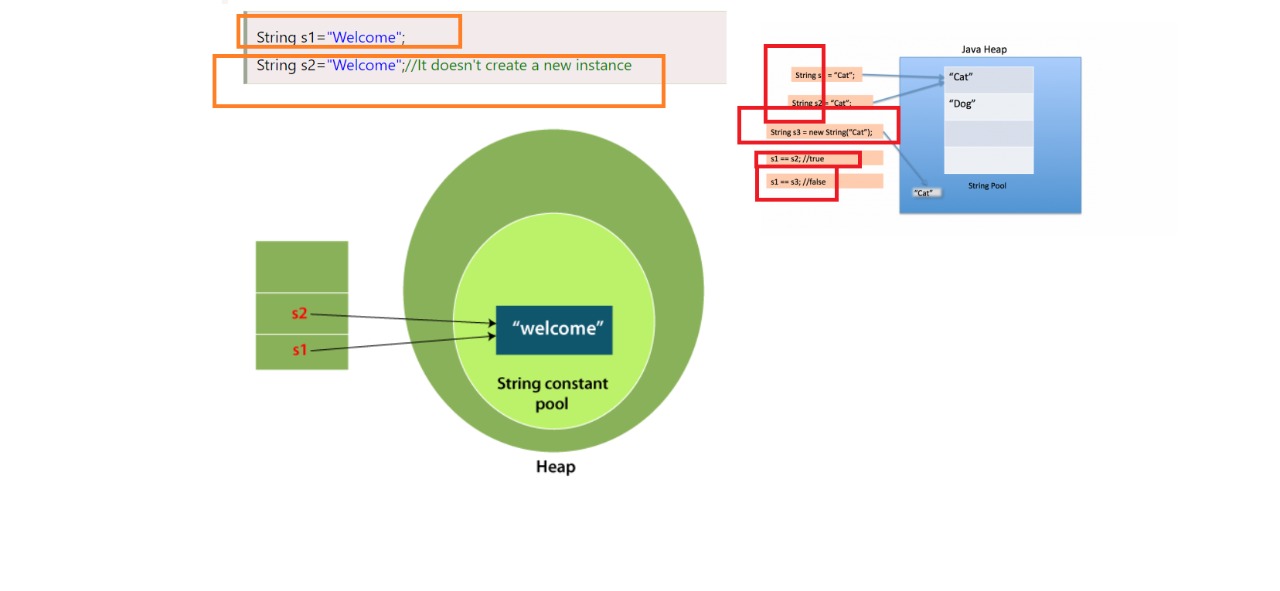 String s1="Welcome";
String s2="Welcome";//It doesn't create a new instance
Java Heap
String s1 = "Cat";
String s2 = "Cat";
String s3 = new String("Cat");
s1 == s2; //true
s1 == s3; //false
"Cat"
"Dog"
String Pool
"Cat"
s2
s1
"welcome"
String constant
pool
Heap